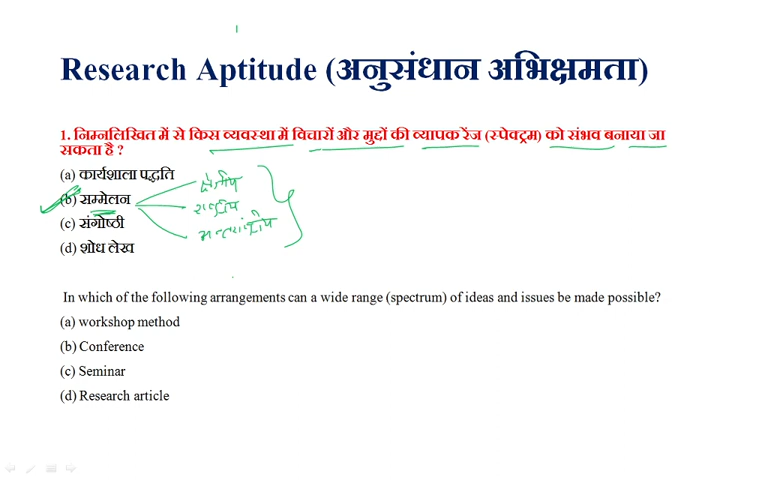 Research Aptitude (अनुसंधान अभिक्षमता)
1. निम्नलिखित में से किस व्यवस्था में विचारों और मुद्दों की व्यापक रेंज (स्पेक्ट्रम) को संभव बनाया जा
सकता है ?
(a) कार्यशाला पद्धति
क्षेत्रीय
(b) सम्मेलन
राष्ट्रीय
(c) संगोष्ठी
अन्तर्राष्ट्रीय
(d) शोध लेख
In which of the following arrangements can a wide range (spectrum) of ideas and issues be made possible?
(a) workshop method
(b) Conference
(c) Seminar
(d) Research article